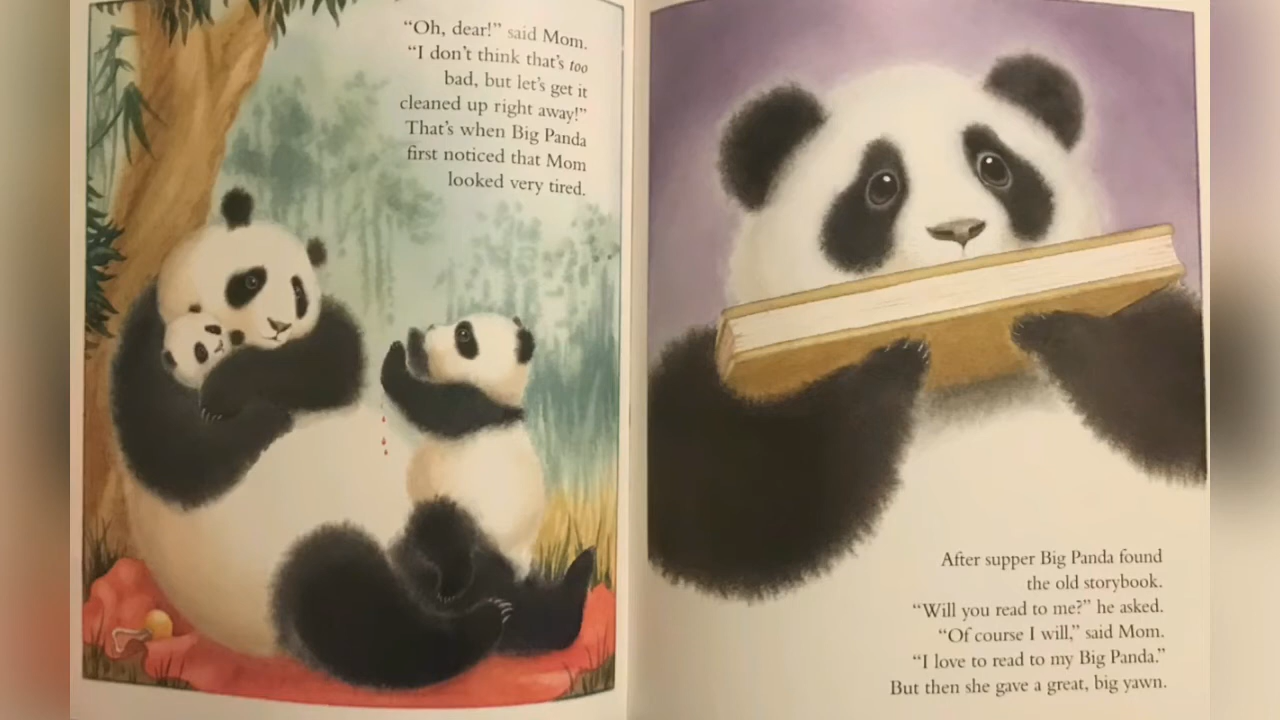 “Oh, dear!” said Mom.
“I don’t think that’s too
bad, but let’s get it
cleaned up right away!”
That’s when Big Panda
first noticed that Mom
looked very tired.
After supper Big Panda found
the old storybook.
“Will you read to me?” he asked.
“Of course I will,” said Mom.
“I love to read to my Big Panda.”
But then she gave a great, big yawn.